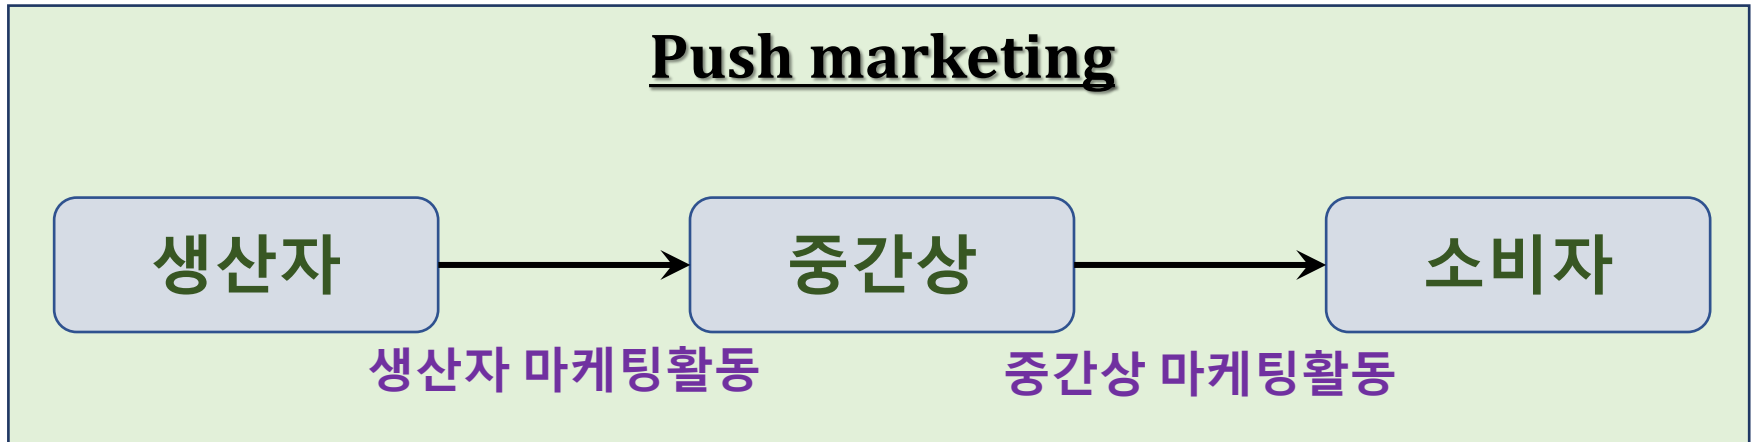 Push marketing
생산자
중간상
소비자
생산자 마케팅활동
중간상 마케팅활동